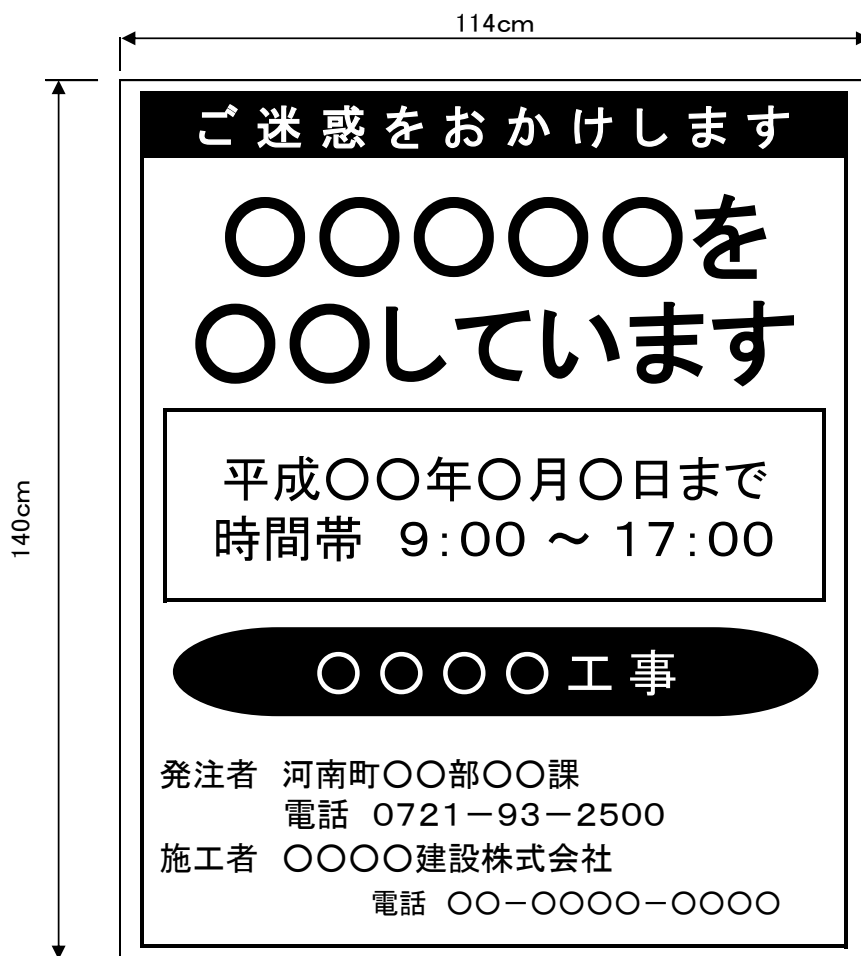 114cm
140cm
ご迷惑をおかけします
〇〇〇〇〇を
〇〇しています
平成〇〇年〇月〇日まで
時間帯 9:00 ～ 17:00
〇〇〇〇工事
発注者 河南町〇〇部〇〇課
電話 0721－93－2500
施工者 〇〇〇〇建設株式会社
電話 〇〇－〇〇〇〇－〇〇〇〇